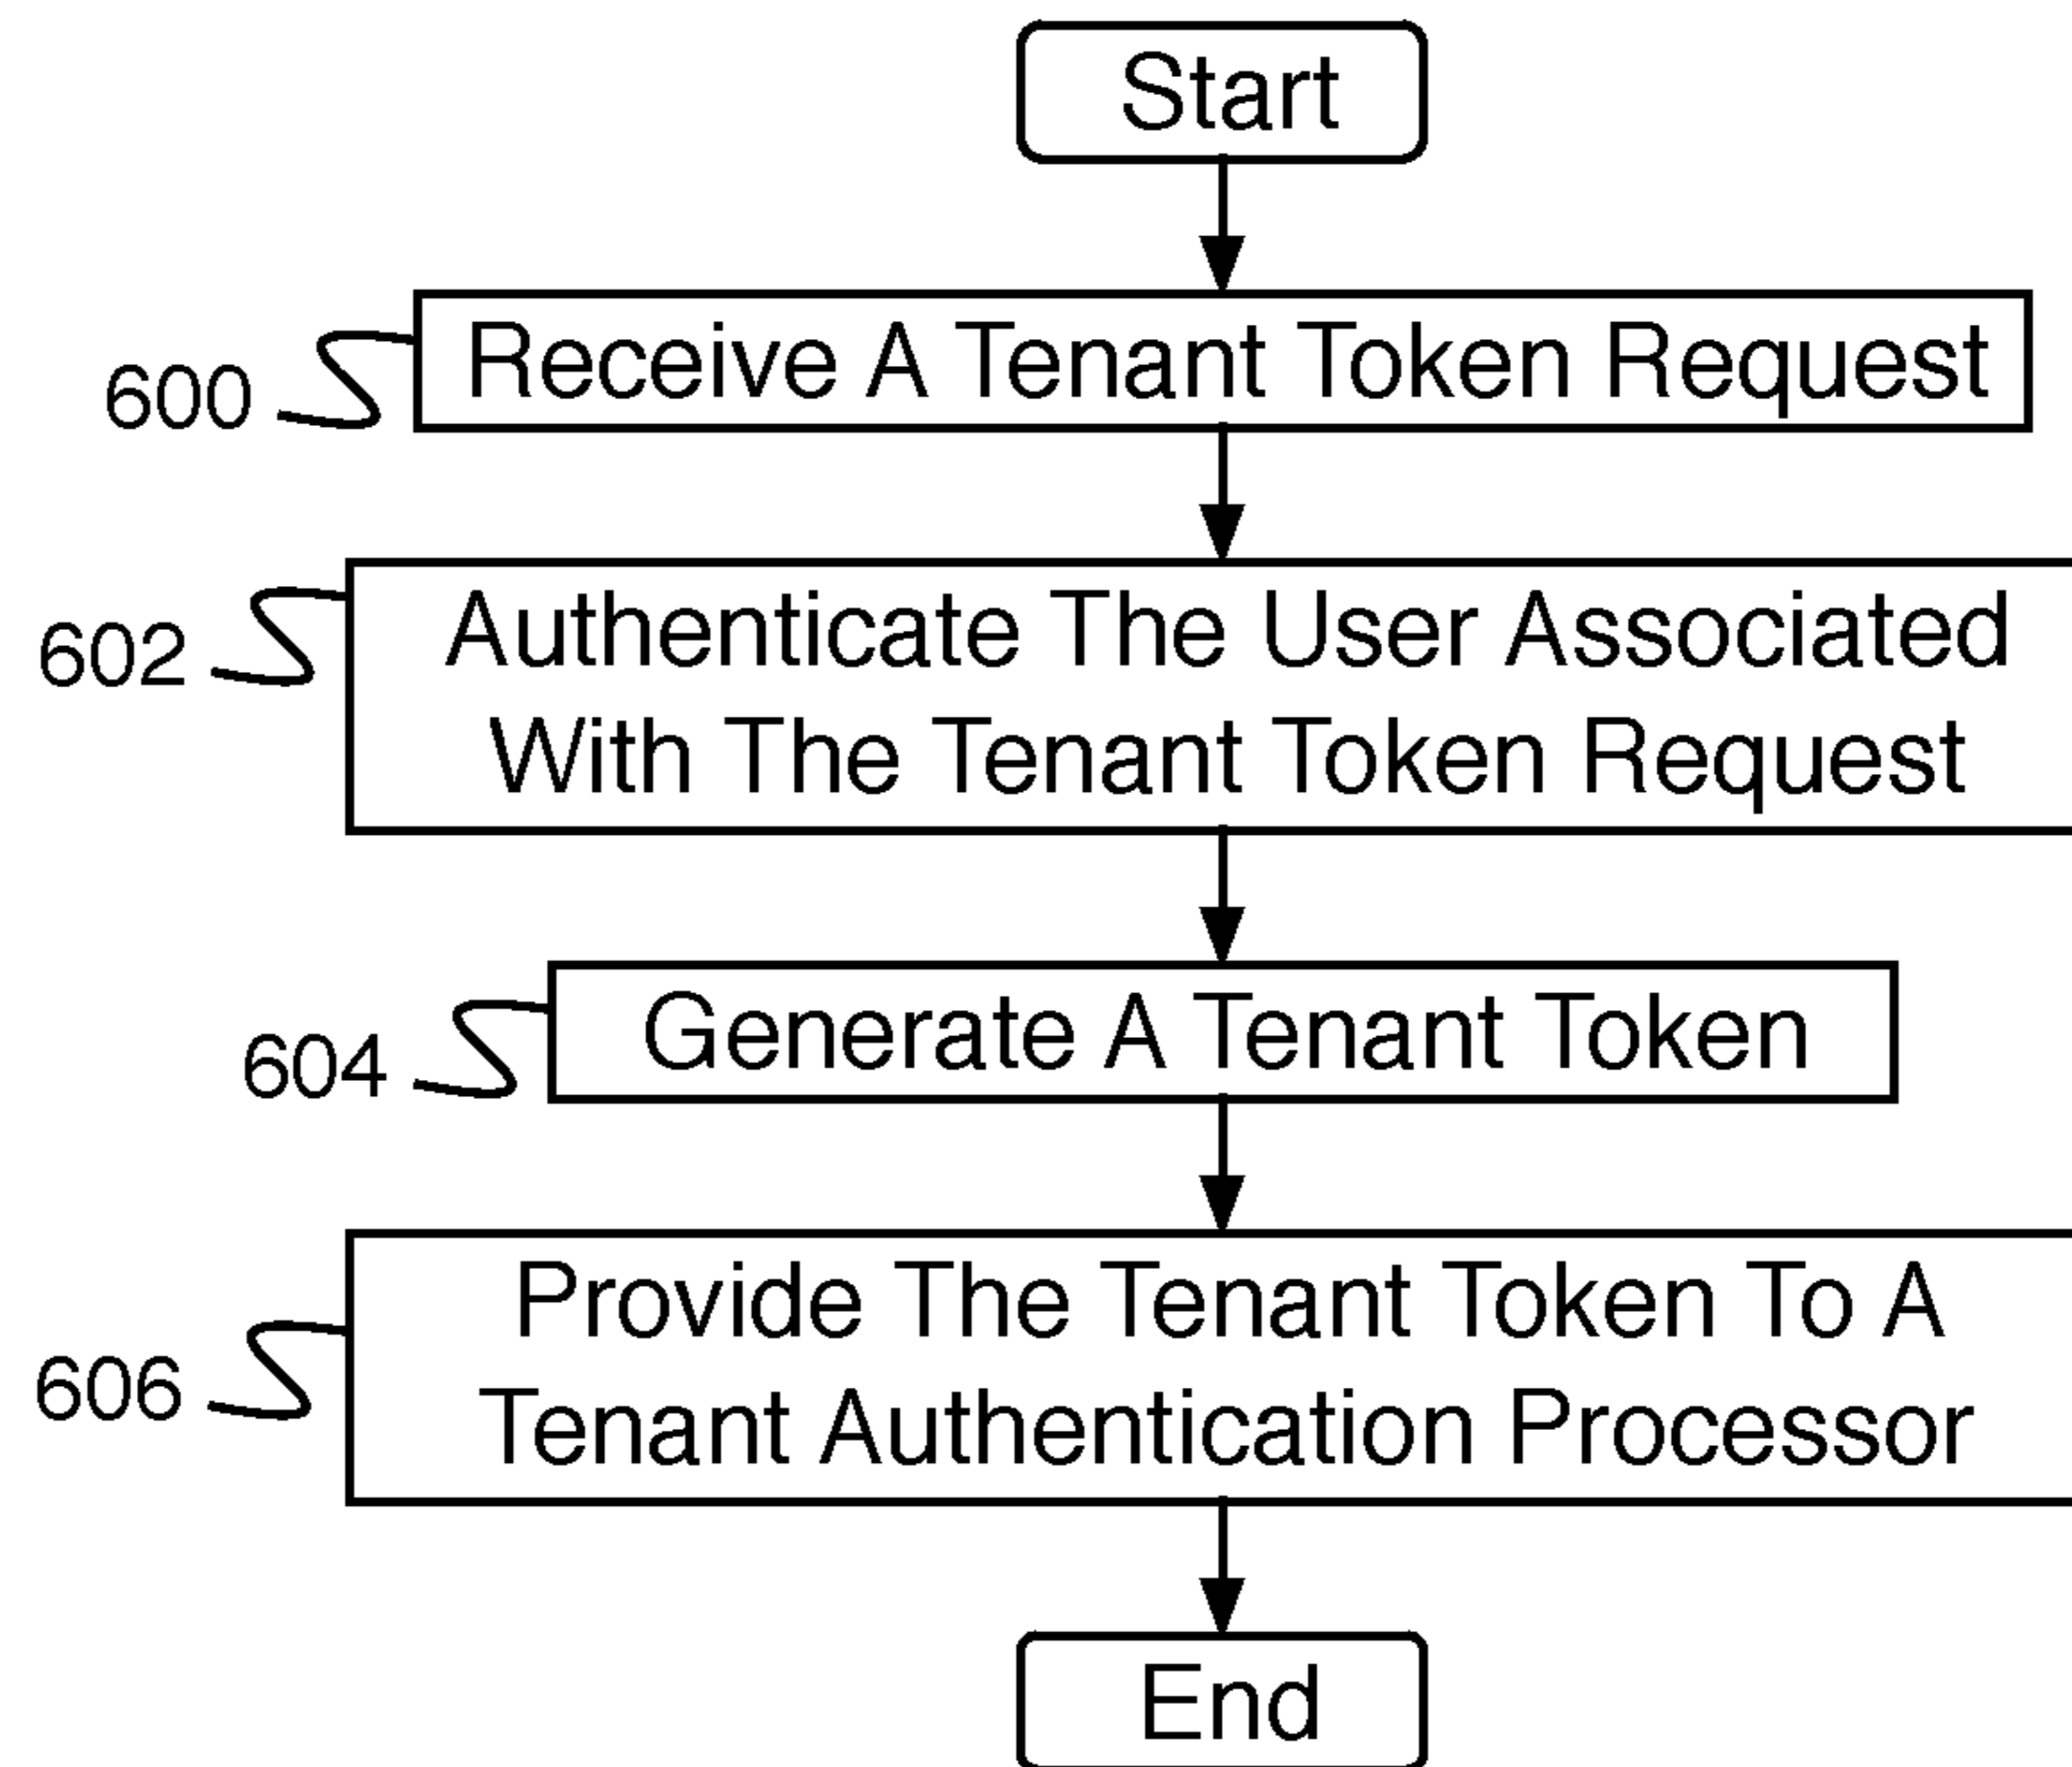 Start
600
Receive A Tenant Token Request
602
Authenticate The User Associated
With The Tenant Token Request
604
Generate A Tenant Token
606
Provide The Tenant Token To A
Tenant Authentication Processor
End